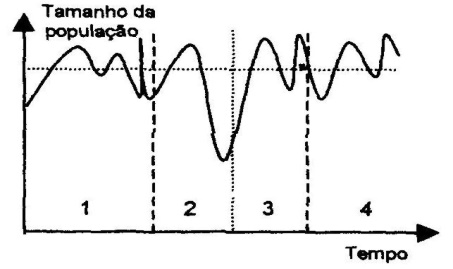 Tamanho da
população
1 2 3 4
Tempo